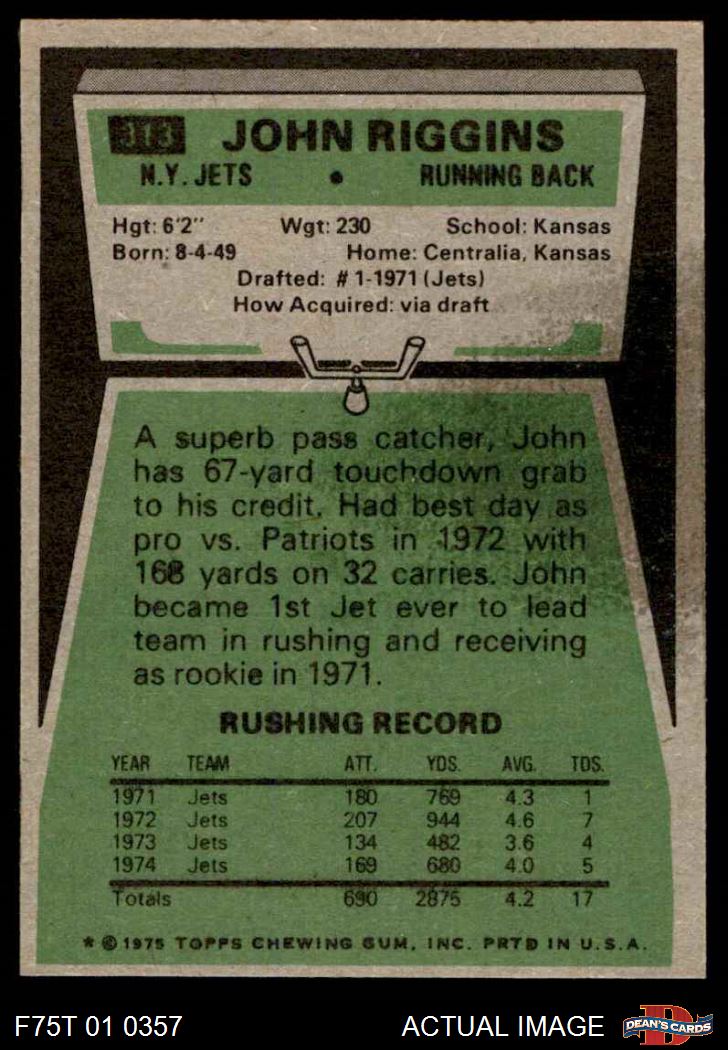 313 JOHN RIGGINS
N.Y. JETS • RUNNING BACK
Hgt: 6'2" Wgt: 230 School: Kansas
Born: 8-4-49 Home: Centralia, Kansas
Drafted: #1-1971 (Jets)
How Acquired: via draft
A superb pass catcher, John
has 67-yard touchdown grab
to his credit. Had best day as
pro vs. Patriots in 1972 with
168 yards on 32 carries. John
became 1st Jet ever to lead
team in rushing and receiving
as rookie in 1971.
RUSHING RECORD
YEAR TEAM ATT. YDS. AVG. TDS.
1971 Jets 180 769 4.3 1
1972 Jets 207 944 4.6 7
1973 Jets 134 482 3.6 4
1974 Jets 169 680 4.0 5
Totals 690 2875 4.2 17
* © 1975 TOPPS CHEWING GUM, INC. PRTD IN U.S.A.
F75T 01 0357 ACTUAL IMAGE DEAN'S CARDS